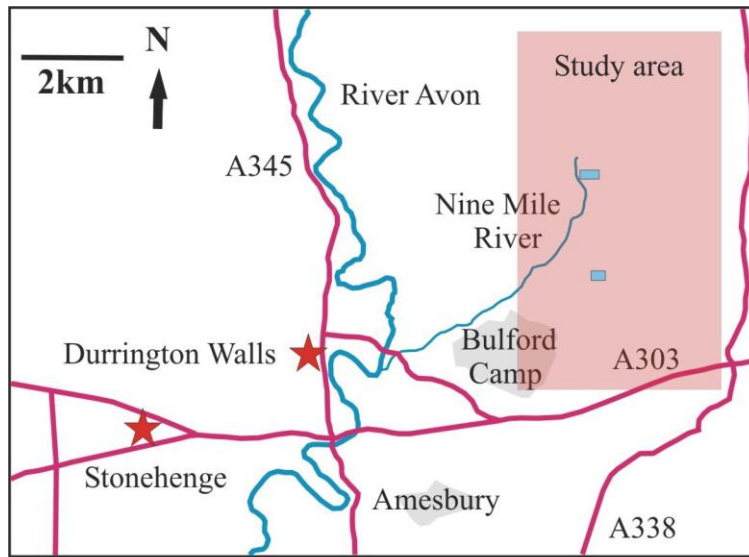 N
2km
Study area
River Avon
A345
Nine Mile
River
Durrington Walls
Bulford
Camp
A303
Stonehenge
Amesbury
A338